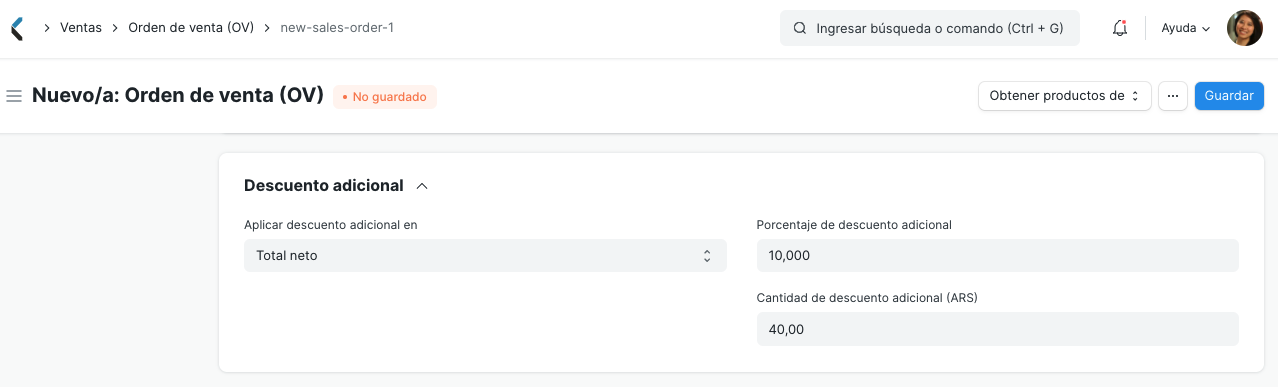 Ventas
Orden de venta (OV)
new-sales-order-1
Ingresar búsqueda o comando (Ctrl + G)
Ayuda
Nuevo/a: Orden de venta (OV)
No guardado
Obtener productos de
Guardar
Descuento adicional
Aplicar descuento adicional en
Total neto
Porcentaje de descuento adicional
10,000
Cantidad de descuento adicional (ARS)
40,00